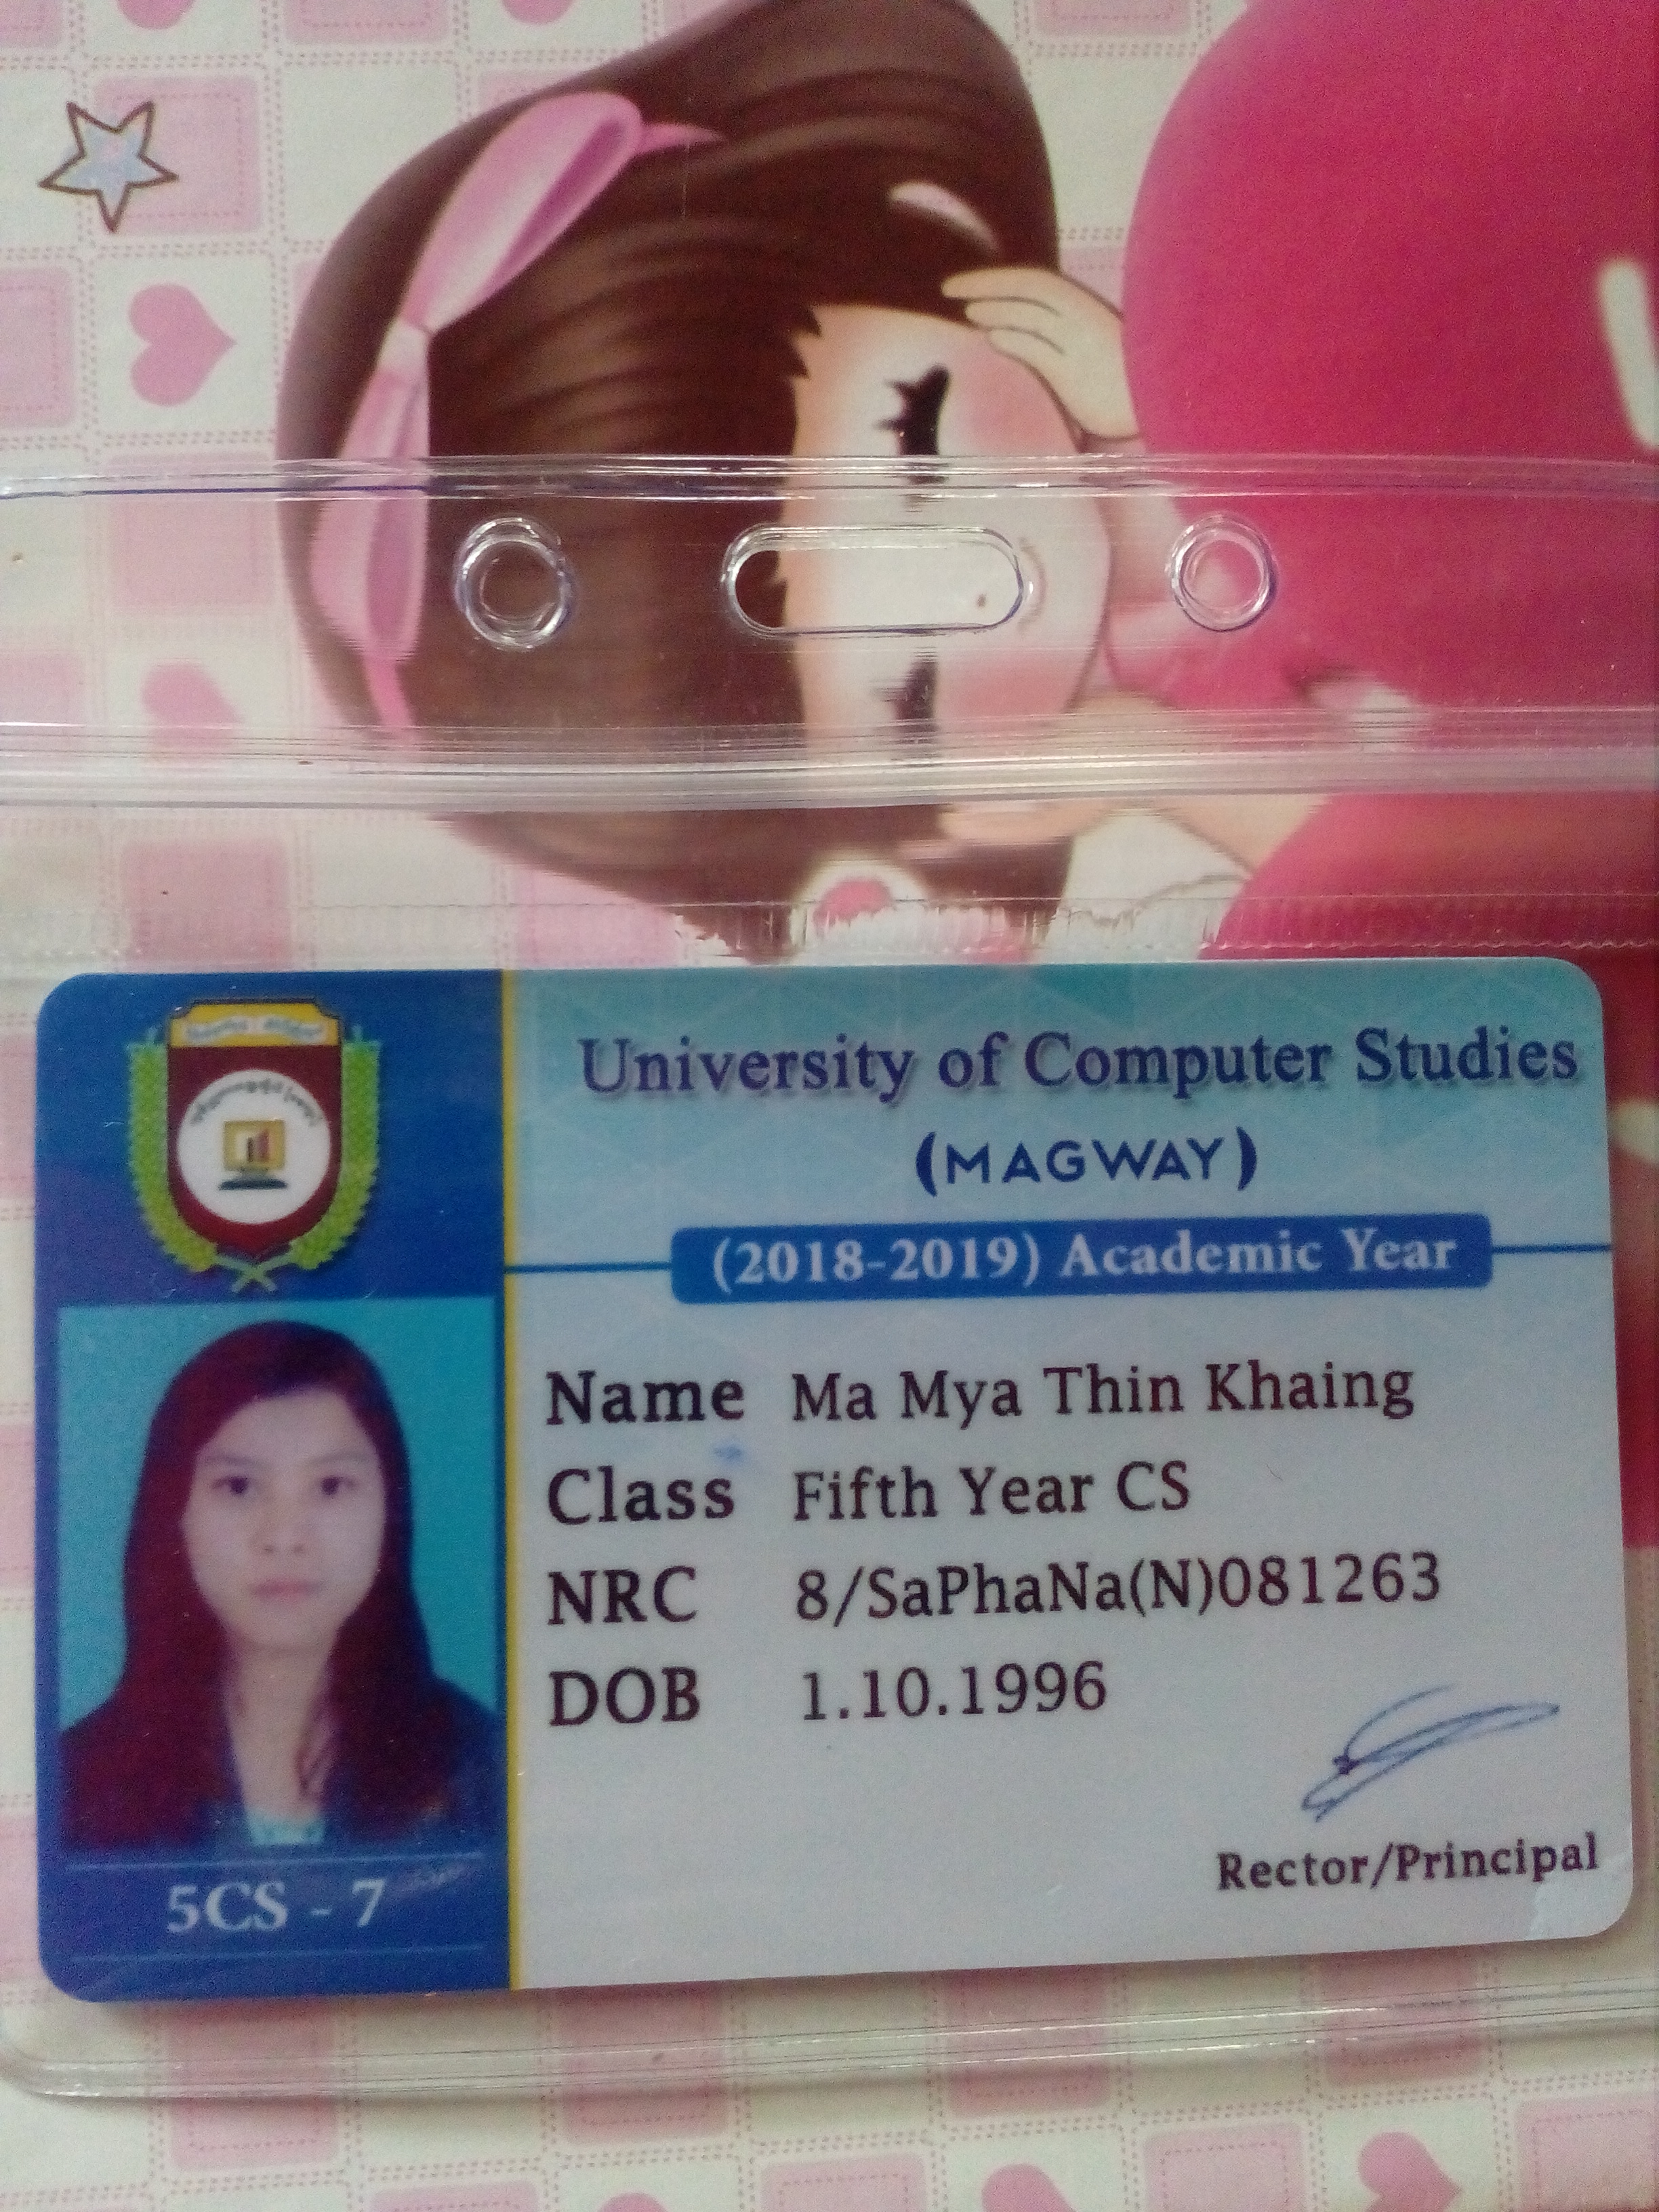 University of Computer Studies
(MAGWAY)
(2018-2019) Academic Year
Name Ma Mya Thin Khaing
Class Fifth Year CS
NRC 8/SaPhaNa(N)081263
DOB 1.10.1996
Rector/Principal
5CS - 7